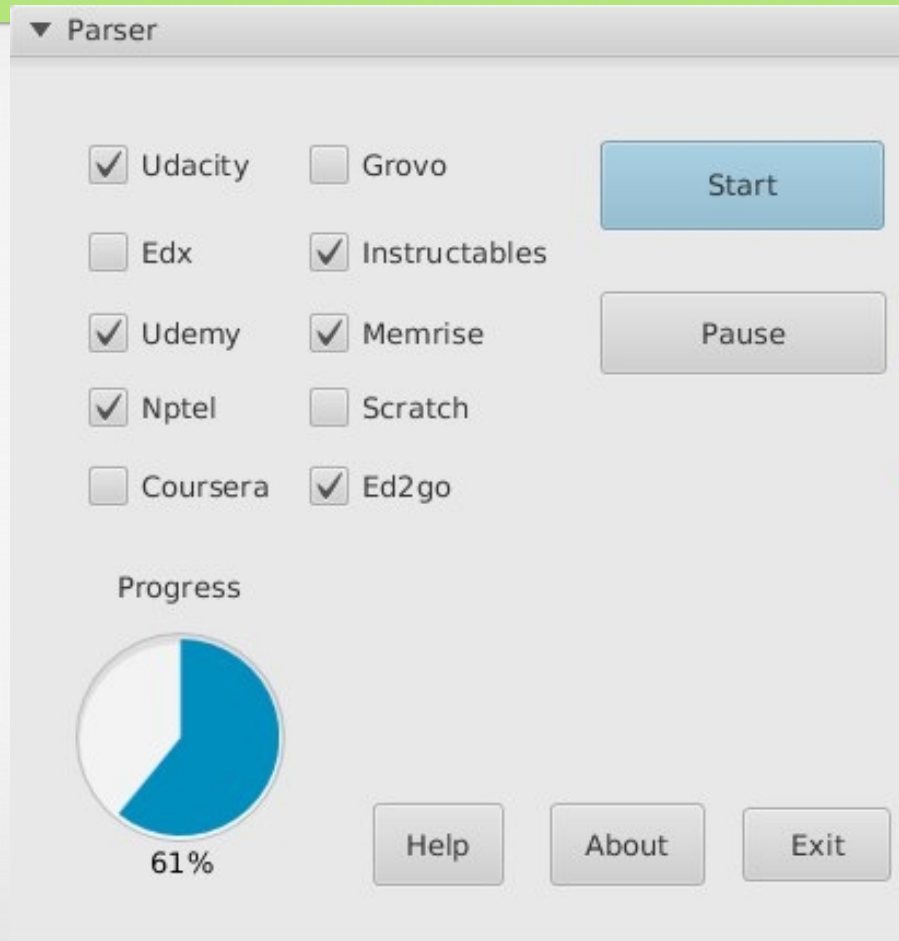 Parser
Udacity
Grovo
Start
Edx
Instructables
Udemy
Memrise
Pause
Nptel
Scratch
Coursera
Ed2go
Progress
61%
Help
About
Exit